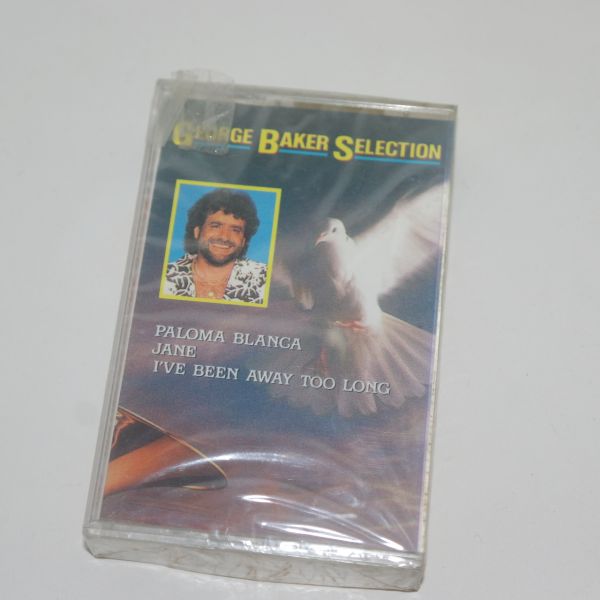 GEORGE BAKER SELECTION
PALOMA BLANCA
JANE
I'VE BEEN AWAY TOO LONG